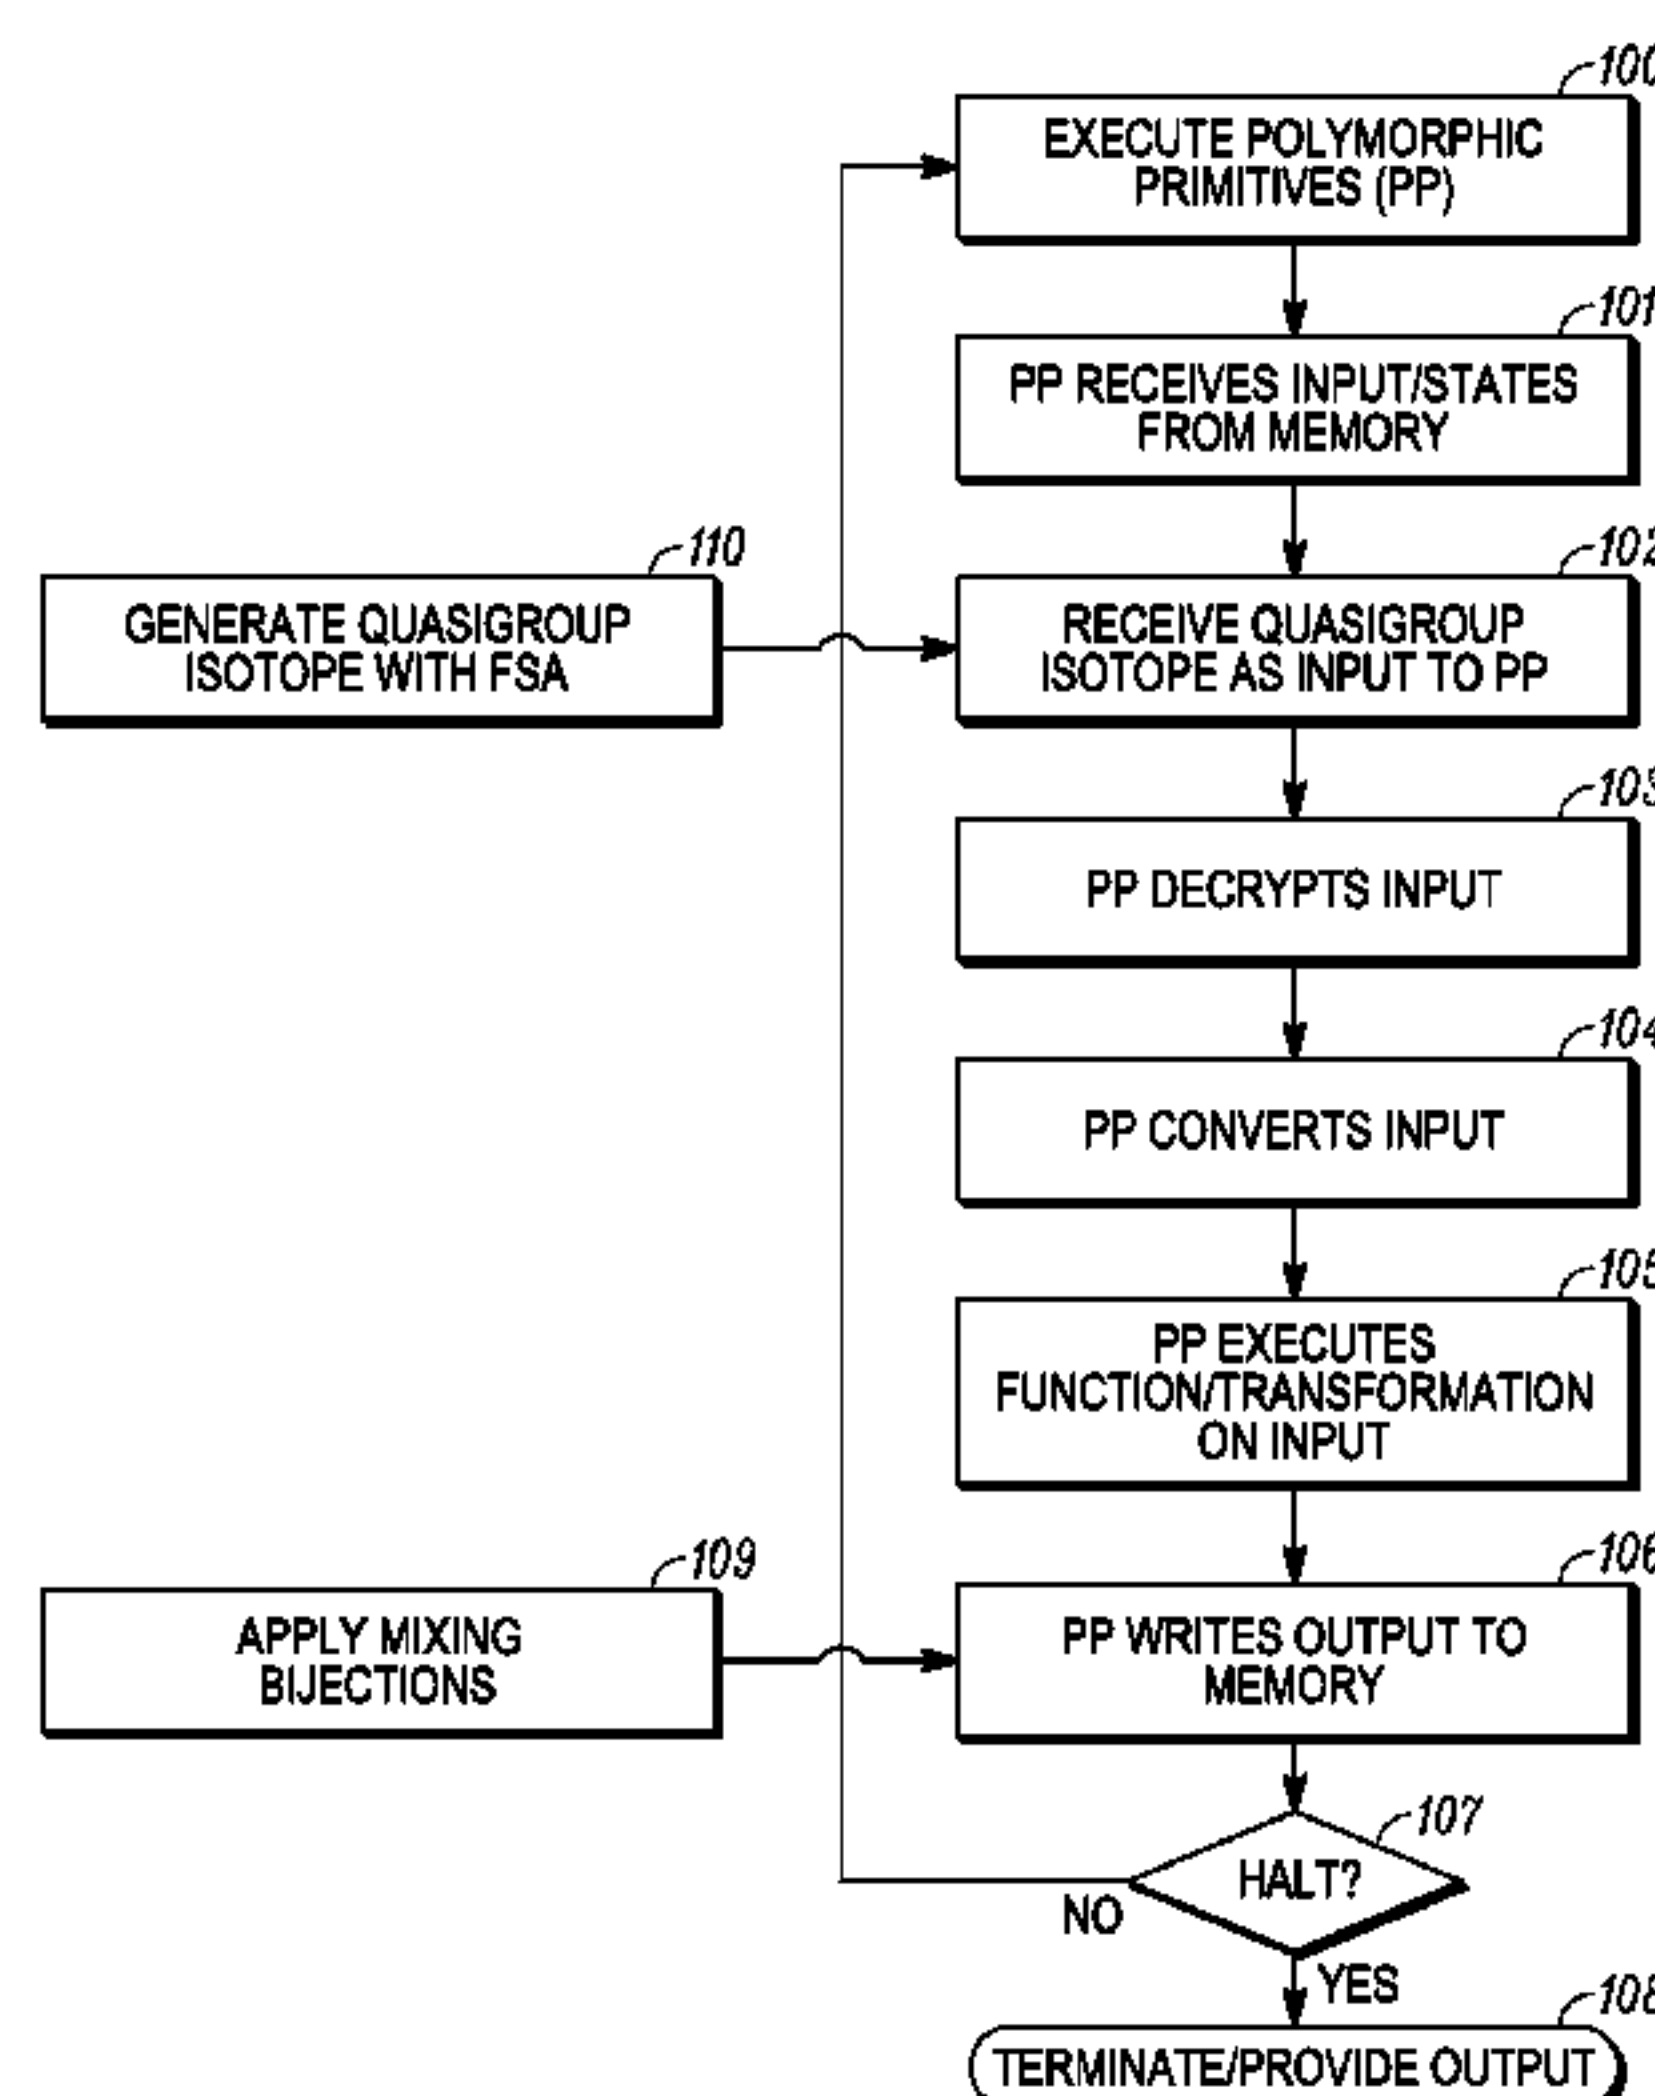 100
EXECUTE POLYMORPHIC
PRIMITIVES (PP)
101
PP RECEIVES INPUT/STATES
FROM MEMORY
110
GENERATE QUASIGROUP
ISOTOPE WITH FSA
102
RECEIVE QUASIGROUP
ISOTOPE AS INPUT TO PP
103
PP DECRYPTS INPUT
104
PP CONVERTS INPUT
105
PP EXECUTES
FUNCTION/TRANSFORMATION
ON INPUT
109
APPLY MIXING
BIJECTIONS
106
PP WRITES OUTPUT TO
MEMORY
107
HALT?
NO
YES
108
TERMINATE/PROVIDE OUTPUT